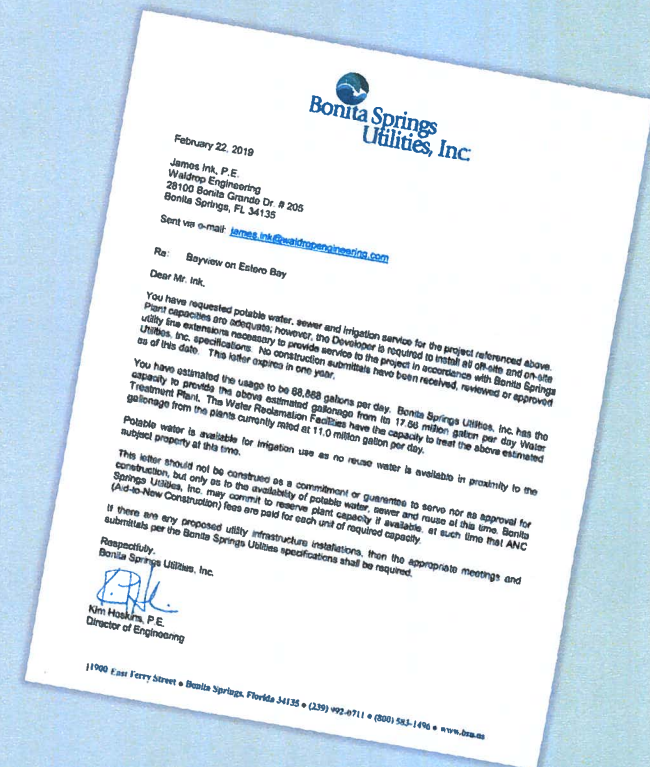 Bonita Springs
Utilities, Inc.
February 22, 2019
James Ink, P.E.
Waldrop Engineering
28100 Bonita Grande Dr. # 205
Bonita Springs, FL 34135
Sent via e-mail: james.ink@waldropengineering.com
Re: Bayview on Estero Bay
Dear Mr. Ink,
You have requested potable water, sewer and irrigation service for the project referenced above.
Plant capacities are adequate; however, the Developer is required to install all off-site and on-site
utility line extensions necessary to provide service to the project in accordance with Bonita Springs
Utilities, Inc. specifications. No construction submittals have been received, reviewed or approved
as of this date. This letter expires in one year.
You have estimated the usage to be gallons per day. Bonita Springs Utilities, Inc. has the
capacity to provide the above estimated gallonage from its million gallon per day Water
Treatment Plant. The Water Reclamation Facilities have the capacity to treat the above estimated
gallonage from the plants currently rated at 11.0 million gallon per day.
Potable water is available for irrigation use as no reuse water is available in proximity to the
subject property at this time.
This letter should not be construed as a commitment or guarantee to serve nor as approval for
construction, but only as to the availability of potable water, sewer and reuse at this time. Bonita
Springs Utilities, Inc. may commit to reserve plant capacity if available, at such time that ANC
(Aid-to-New Construction) fees are paid for each unit of required capacity.
If there are any proposed utility infrastructure installations, then the appropriate meetings and
submittals per the Bonita Springs Utilities specifications shall be required.
Respectfully,
Bonita Springs Utilities, Inc.
Kim Hoskins, P.E.
Director of Engineering
11900 East Terry Street • Bonita Springs, Florida 34135 • (239) 992-0711 • (800) 583-1496 • www.bsu.us